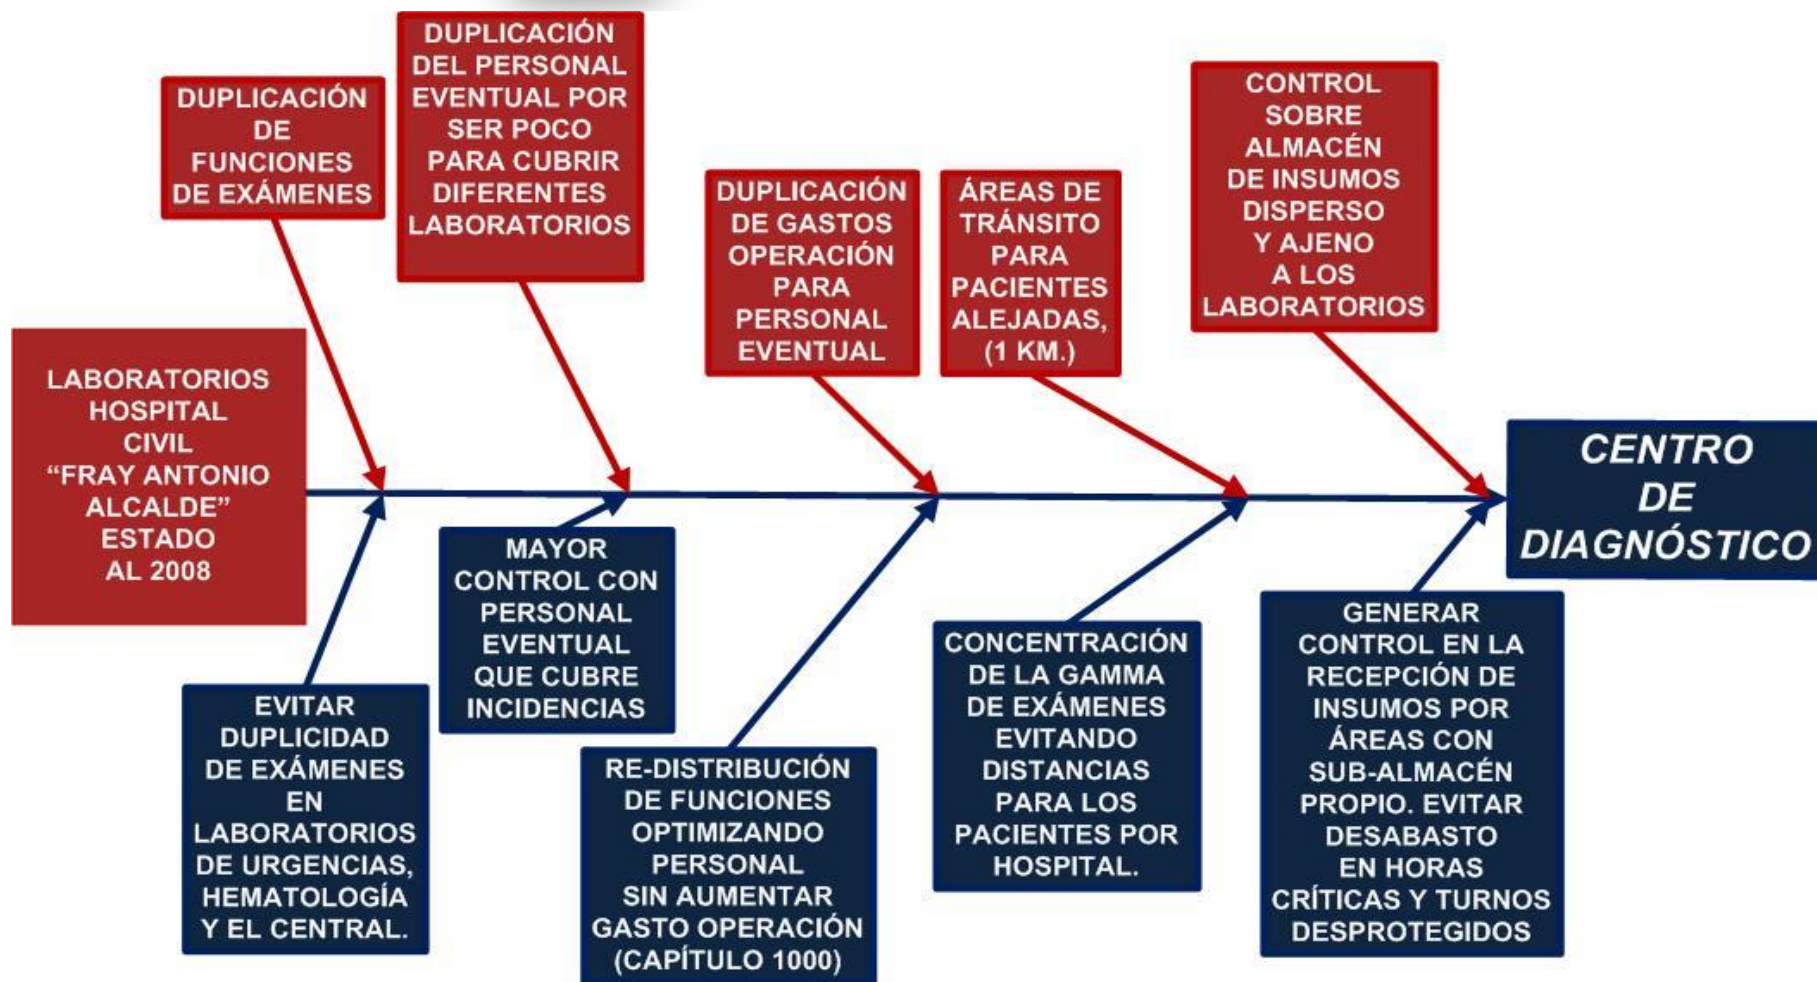 DUPLICACIÓN
DE
FUNCIONES
DE EXÁMENES
DUPLICACIÓN
DEL PERSONAL
EVENTUAL POR
SER POCO
PARA CUBRIR
DIFERENTES
LABORATORIOS
DUPLICACIÓN
DE GASTOS
OPERACIÓN
PARA
PERSONAL
EVENTUAL
ÁREAS DE
TRÁNSITO
PARA
PACIENTES
ALEJADAS,
(1 KM.)
CONTROL
SOBRE
ALMACÉN
DE INSUMOS
DISPERSO
Y AJENO
A LOS
LABORATORIOS
LABORATORIOS
HOSPITAL
CIVIL
“FRAY ANTONIO
ALCALDE”
ESTADO
AL 2008
CENTRO
DE
DIAGNÓSTICO
EVITAR
DUPLICIDAD
DE EXÁMENES
EN
LABORATORIOS
DE URGENCIAS,
HEMATOLOGÍA
Y EL CENTRAL.
MAYOR
CONTROL CON
PERSONAL
EVENTUAL
QUE CUBRE
INCIDENCIAS
RE-DISTRIBUCIÓN
DE FUNCIONES
OPTIMIZANDO
PERSONAL
SIN AUMENTAR
GASTO OPERACIÓN
(CAPÍTULO 1000)
CONCENTRACIÓN
DE LA GAMMA
DE EXÁMENES
EVITANDO
DISTANCIAS
PARA LOS
PACIENTES POR
HOSPITAL.
GENERAR
CONTROL EN LA
RECEPCIÓN DE
INSUMOS POR
ÁREAS CON
SUB-ALMACÉN
PROPIO. EVITAR
DESABASTO
EN HORAS
CRÍTICAS Y TURNOS
DESPROTEGIDOS